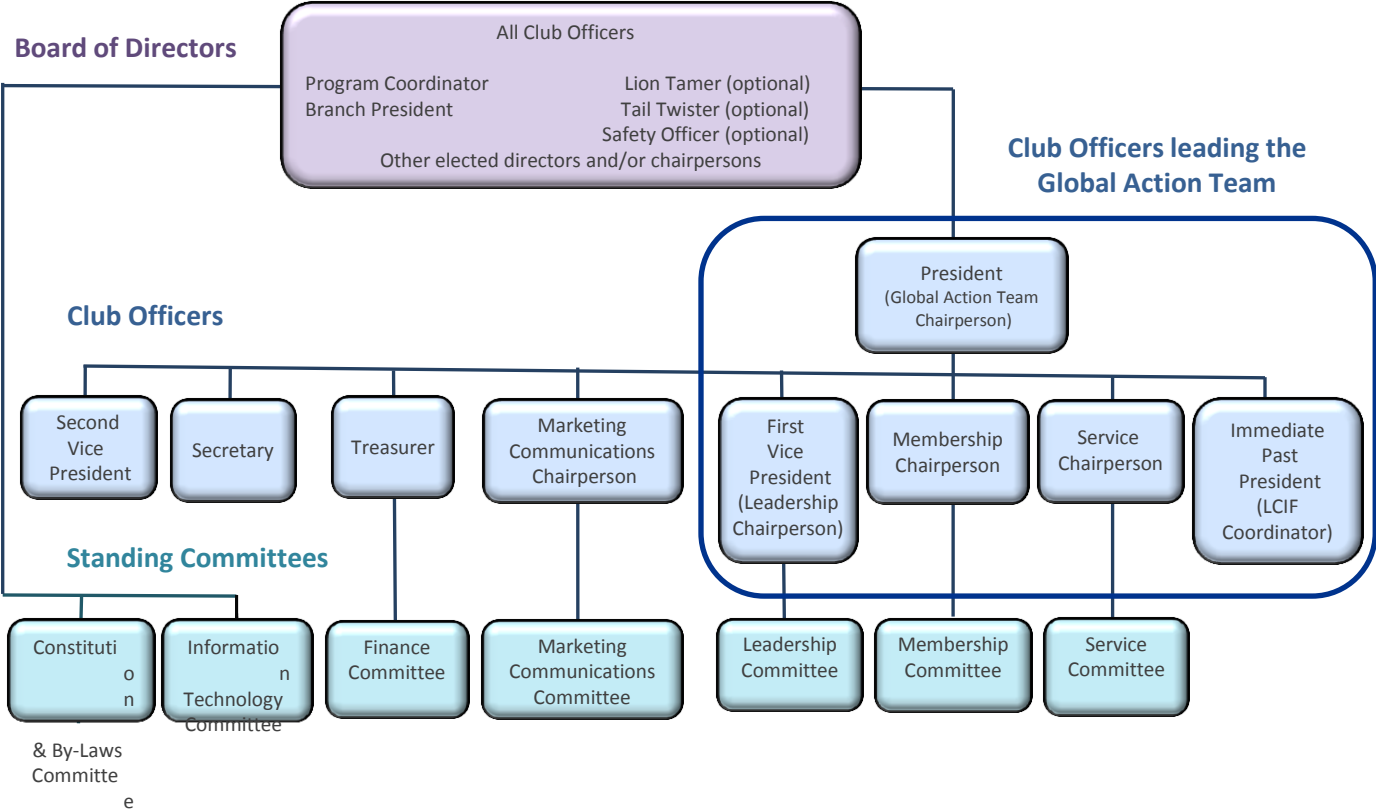 Board of Directors
All Club Officers
Program Coordinator
Lion Tamer (optional)
Branch President
Tail Twister (optional)
Safety Officer (optional)
Other elected directors and/or chairpersons
Club Officers leading the
Global Action Team
President
(Global Action Team
Chairperson)
Club Officers
Second
Vice
President
Secretary
Treasurer
Marketing
Communications
Chairperson
First
Vice
President
(Leadership
Chairperson)
Membership
Chairperson
Service
Chairperson
Immediate
Past
President
(LCIF
Coordinator)
Standing Committees
Constituti
o
n
& By-Laws
Committe
e
Informatio
n
Technology
Committee
Finance
Committee
Marketing
Communications
Committee
Leadership
Committee
Membership
Committee
Service
Committee